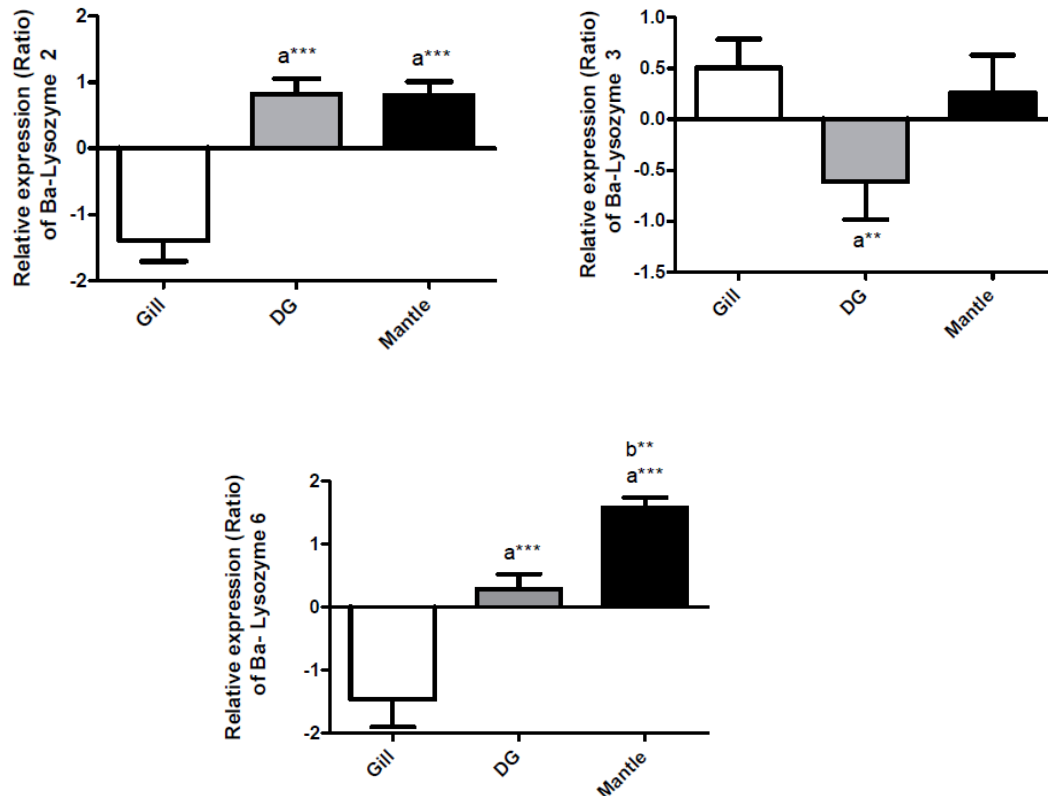 Relative expression (Ratio)
of Ba-Lysozyme 2
2
1
0
-1
-2
a***
a***
Gill
DG
Mantle
Relative expression (Ratio)
of Ba-Lysozyme 3
1.0
0.5
0.0
-0.5
-1.0
-1.5
a**
Gill
DG
Mantle
Relative expression (Ratio)
of Ba- Lysozyme 6
2
1
0
-1
-2
a***
b**
a***
Gill
DG
Mantle